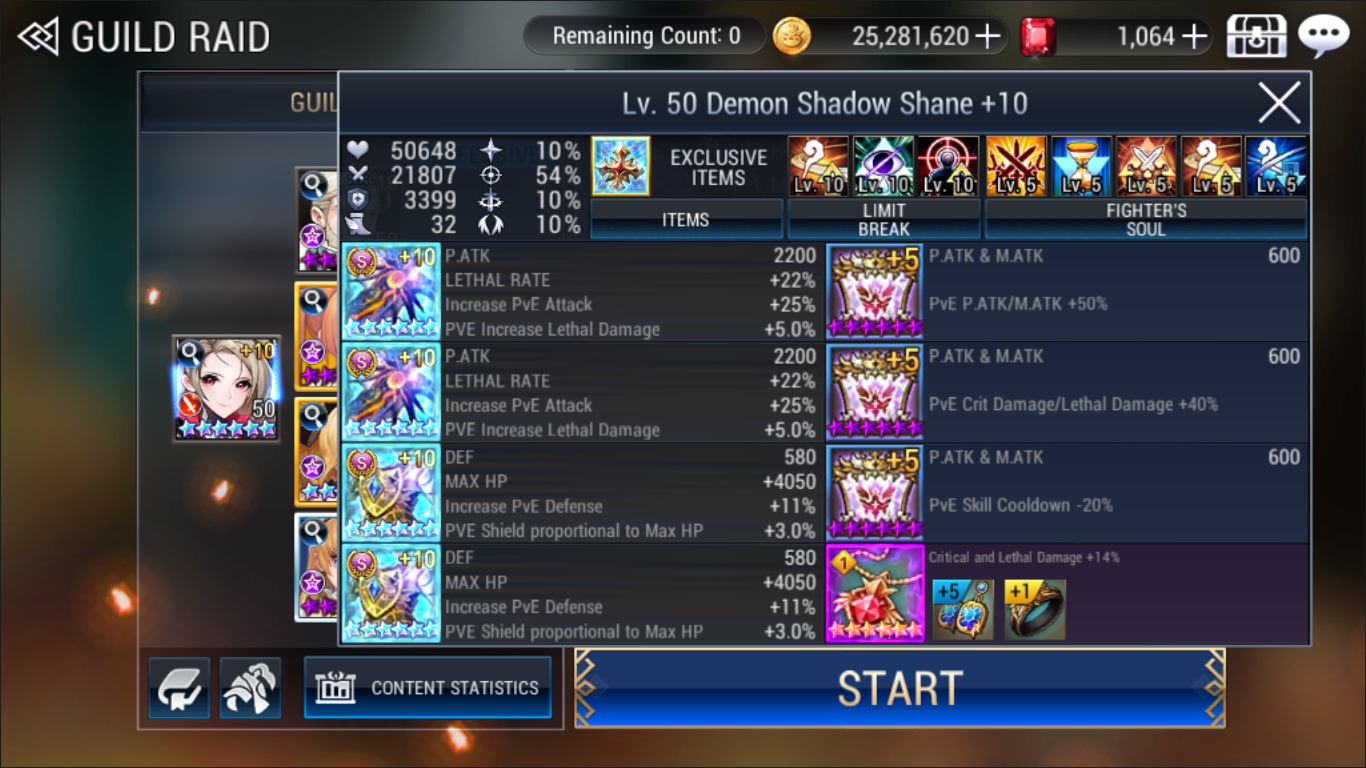 GUILD RAID
Remaining Count: 0
25,281,620
1,064
GUIL
Lv. 50 Demon Shadow Shane +10
50648 10%
21807 54%
3399 10%
32 10%
EXCLUSIVE
ITEMS
Lv. 10 Lv. 10 Lv. 10 Lv. 5 Lv. 5 Lv. 5 Lv. 5 Lv. 5
ITEMS
LIMIT
BREAK
FIGHTER'S
SOUL
S +10
P.ATK 2200
LETHAL RATE +22%
Increase PvE Attack +25%
PVE Increase Lethal Damage +5.0%
+5
P.ATK & M.ATK 600
PvE P.ATK/M.ATK +50%
S +10
P.ATK 2200
LETHAL RATE +22%
Increase PvE Attack +25%
PVE Increase Lethal Damage +5.0%
+5
P.ATK & M.ATK 600
PvE Crit Damage/Lethal Damage +40%
S +10
DEF 580
MAX HP +4050
Increase PvE Defense +11%
PVE Shield proportional to Max HP +3.0%
+5
P.ATK & M.ATK 600
PvE Skill Cooldown -20%
S +10
DEF 580
MAX HP +4050
Increase PvE Defense +11%
PVE Shield proportional to Max HP +3.0%
1
Critical and Lethal Damage +14%
+5 +1
+10
50
CONTENT STATISTICS
START